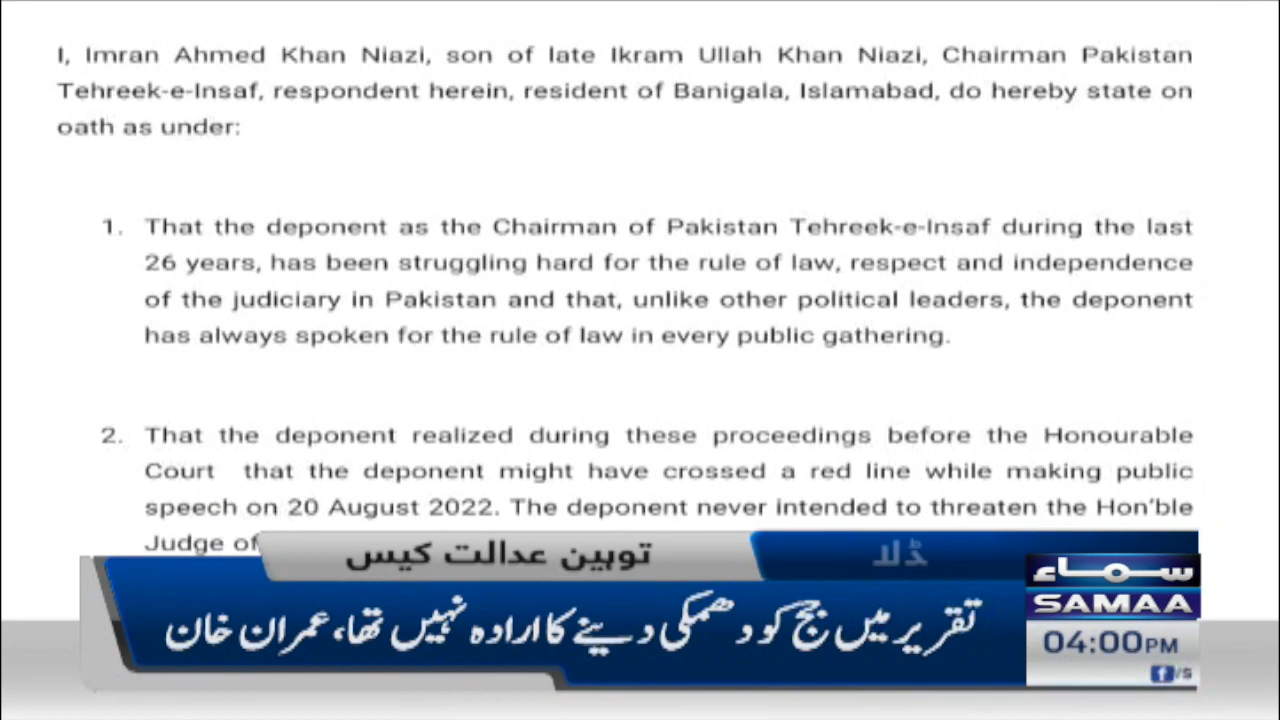 I, Imran Ahmed Khan Niazi, son of late Ikram Ullah Khan Niazi, Chairman Pakistan
Tehreek-e-Insaf, respondent herein, resident of Banigala, Islamabad, do hereby state on
oath as under:
1. That the deponent as the Chairman of Pakistan Tehreek-e-Insaf during the last
26 years, has been struggling hard for the rule of law, respect and independence
of the judiciary in Pakistan and that, unlike other political leaders, the deponent
has always spoken for the rule of law in every public gathering.
2. That the deponent realized during these proceedings before the Honourable
Court that the deponent might have crossed a red line while making public
speech on 20 August 2022. The deponent never intended to threaten the Hon'ble
Judge of
توہین عدالت کیس
تقریر میں جج کو دھمکی دینے کا ارادہ نہیں تھا، عمران خان
سماء
SAMAA
04:00PM